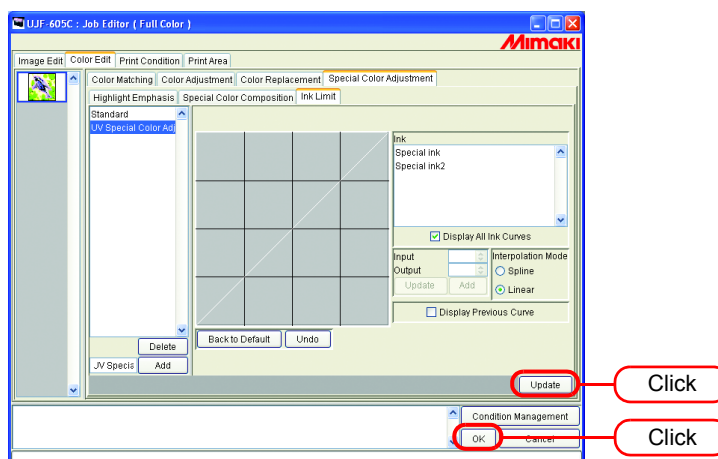 UJF-605C : Job Editor ( Full Color )
Mimaki
Image Edit Color Edit Print Condition Print Area
Color Matching Color Adjustment Color Replacement Special Color Adjustment
Highlight Emphasis Special Color Composition Ink Limit
Standard
UV Special Color Adj
Ink
Special ink
Special ink2
Display All Ink Curves
Input
Output
Update Add
Interpolation Mode
Spline
Linear
Display Previous Curve
Back to Default Undo
Delete
JV Specis Add
Update
Click
Condition Management
OK Cancel
Click